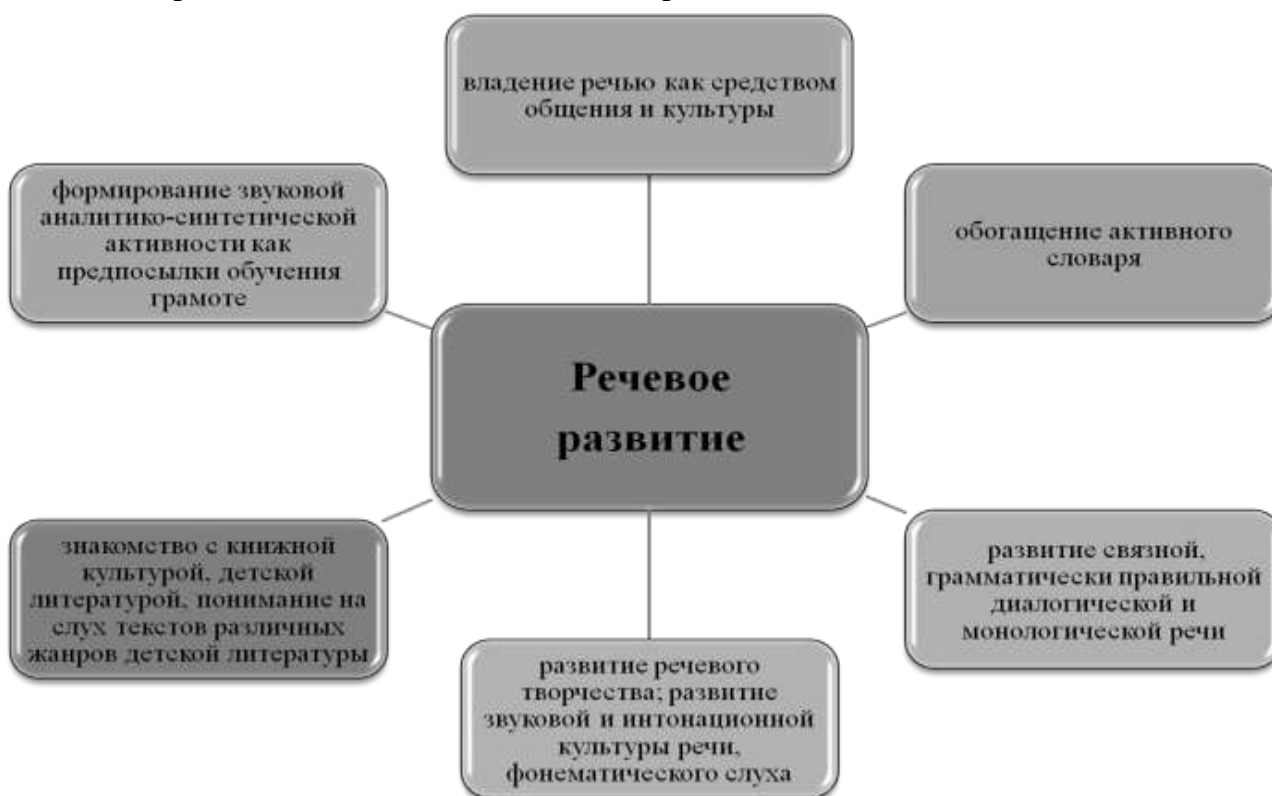 владение речью как средством
общения и культуры
формирование звуковой
аналитико-синтетической
активности как
предпосылки обучения
грамоте
обогащение активного
словаря
Речевое
развитие
знакомство с книжной
культурой, детской
литературой, понимание на
слух текстов различных
жанров детской литературы
развитие связной,
грамматически правильной
диалогической и
монологической речи
развитие речевого
творчества; развитие
звуковой и интонационной
культуры речи,
фонематического слуха